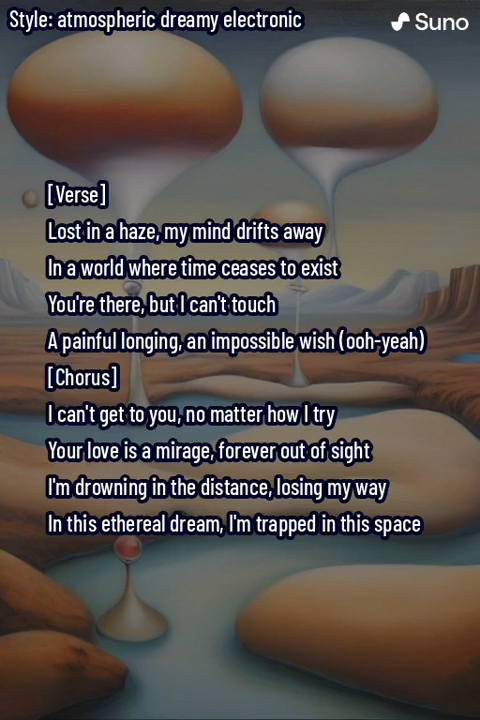 Style: atmospheric dreamy electronic
Suno
[Verse]
Lost in a haze, my mind drifts away
In a world where time ceases to exist
You're there, but I can't touch
A painful longing, an impossible wish (ooh-yeah)
[Chorus]
I can't get to you, no matter how I try
Your love is a mirage, forever out of sight
I'm drowning in the distance, losing my way
In this ethereal dream, I'm trapped in this space